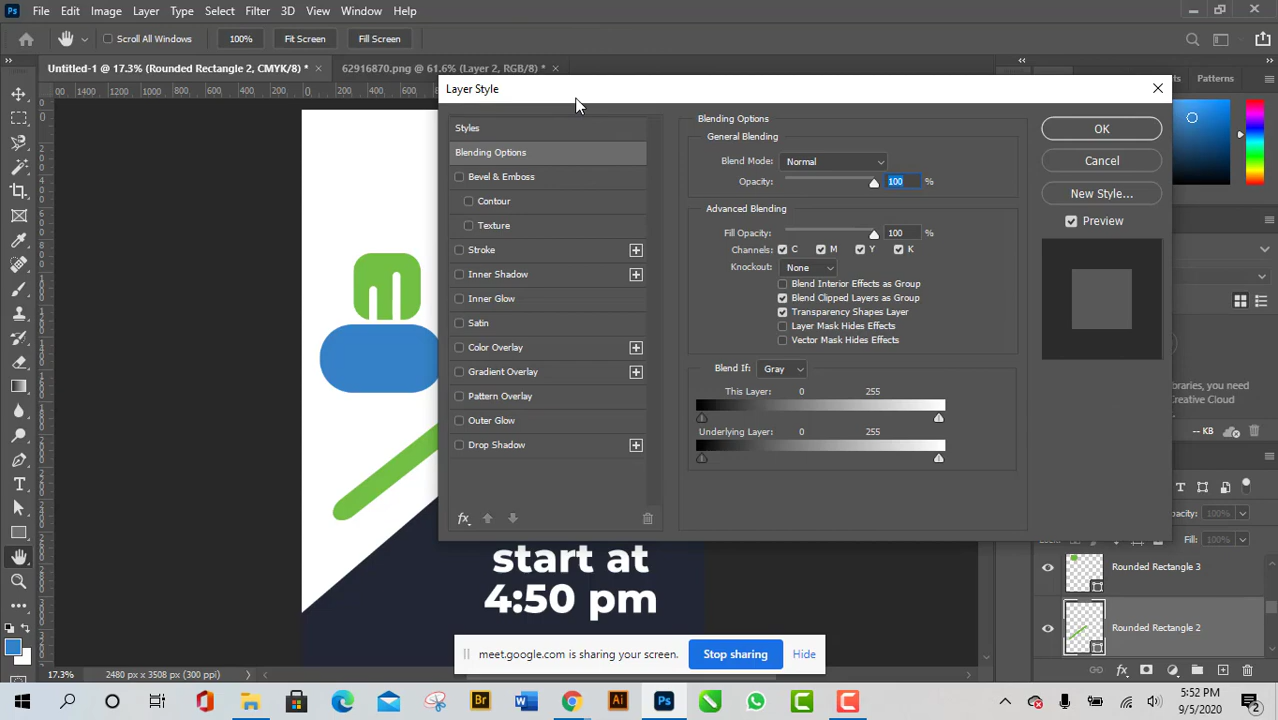 Ps File Edit Image Layer Type Select Filter 3D View Window Help
Scroll All Windows 100% Fit Screen Fill Screen
Untitled-1 @ 17.3% (Rounded Rectangle 2, CMYK/8) * × 62916870.png @ 61.6% (Layer 2, RGB/8) * ×
Patterns
Layer Style
Styles
Blending Options
Bevel & Emboss
Contour
Texture
Stroke
Inner Shadow
Inner Glow
Satin
Color Overlay
Gradient Overlay
Pattern Overlay
Outer Glow
Drop Shadow
fx
Blending Options
General Blending
Blend Mode: Normal
Opacity: 100 %
Advanced Blending
Fill Opacity: 100 %
Channels: C M Y K
Knockout: None
Blend Interior Effects as Group
Blend Clipped Layers as Group
Transparency Shapes Layer
Layer Mask Hides Effects
Vector Mask Hides Effects
Blend If: Gray
This Layer: 0 255
Underlying Layer: 0 255
OK
Cancel
New Style...
Preview
libraries, you need
Creative Cloud
-- KB
Opacity: 100%
Fill: 100%
Rounded Rectangle 3
Rounded Rectangle 2
start at
4:50 pm
meet.google.com is sharing your screen. Stop sharing Hide
17.3% 2480 px x 3508 px (300 ppi)
5:52 PM
9/5/2020